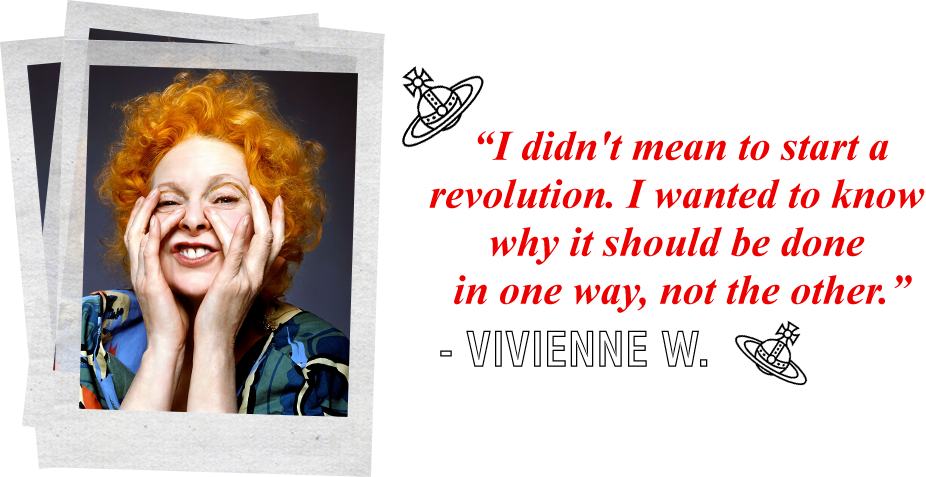 “I didn't mean to start a
revolution. I wanted to know
why it should be done
in one way, not the other.”
- VIVIENNE W.